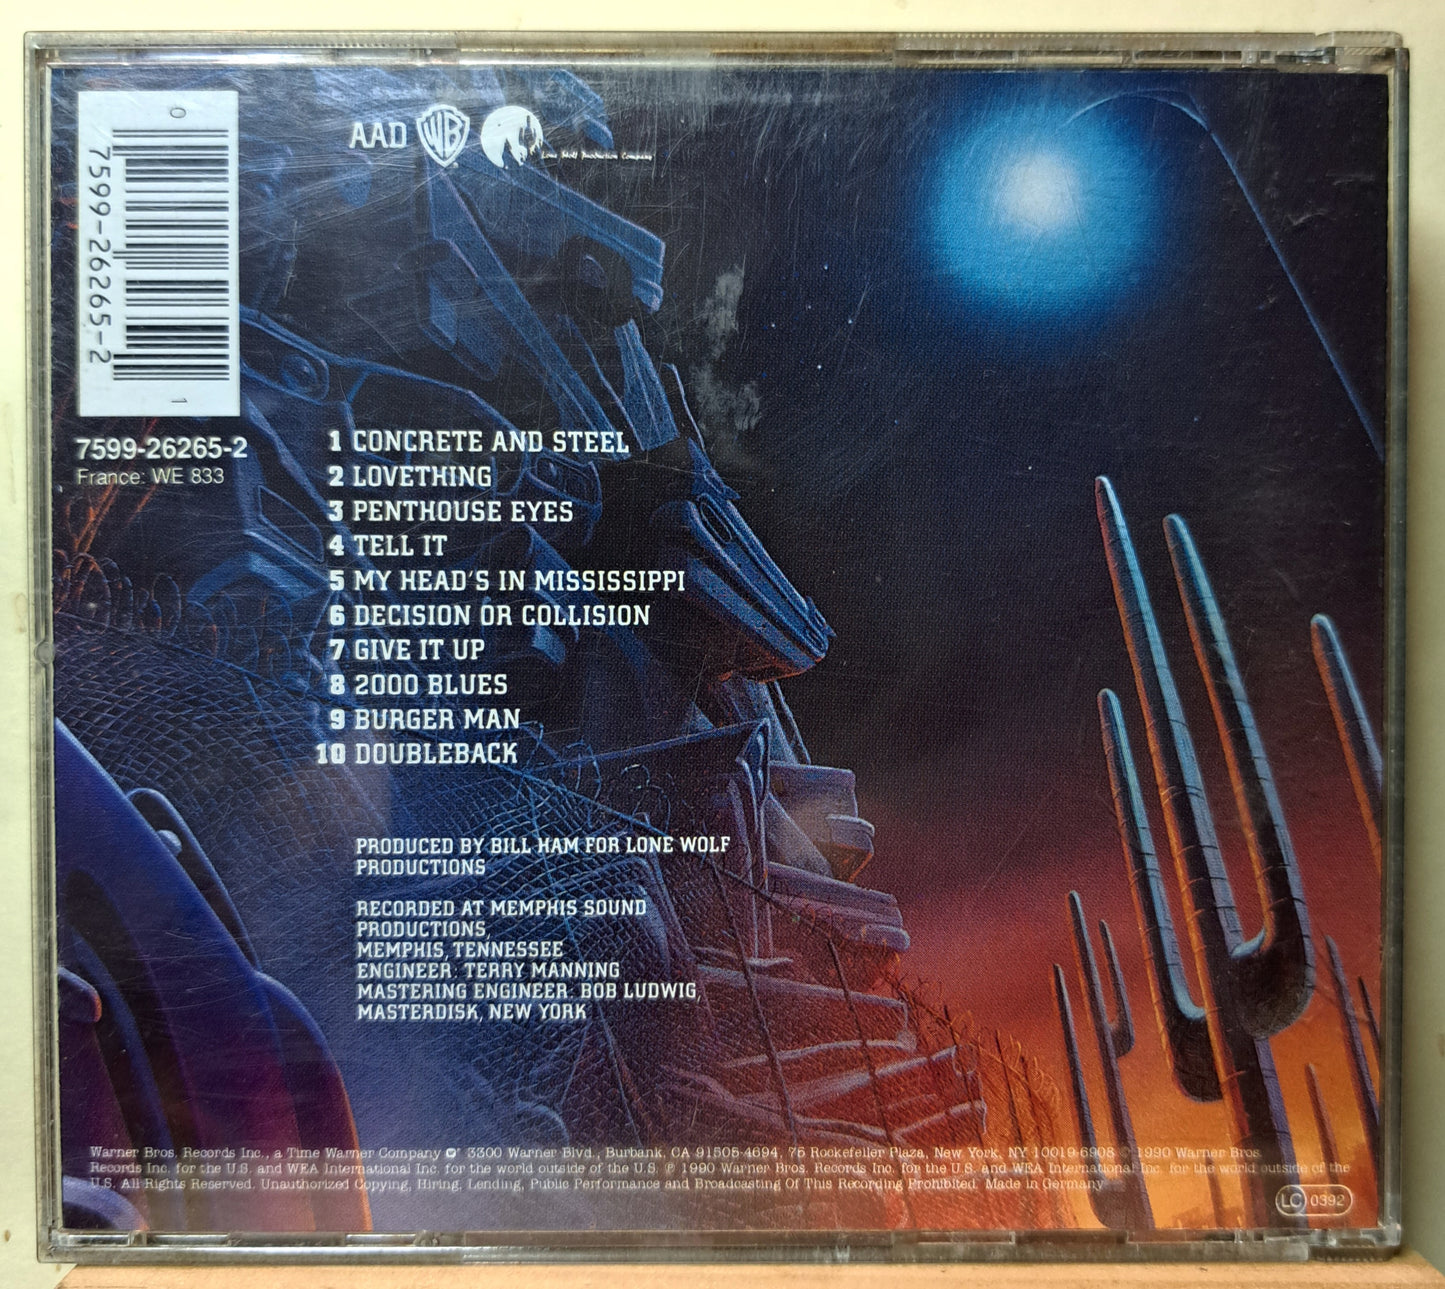 0
7599-26265-2
1
AAD WB
Lone Wolf Production Company
7599-26265-2
France: WE 833
1 CONCRETE AND STEEL
2 LOVETHING
3 PENTHOUSE EYES
4 TELL IT
5 MY HEAD'S IN MISSISSIPPI
6 DECISION OR COLLISION
7 GIVE IT UP
8 2000 BLUES
9 BURGER MAN
10 DOUBLEBACK
PRODUCED BY BILL HAM FOR LONE WOLF
PRODUCTIONS
RECORDED AT MEMPHIS SOUND
PRODUCTIONS,
MEMPHIS, TENNESSEE
ENGINEER: TERRY MANNING
MASTERING ENGINEER: BOB LUDWIG,
MASTERDISK, NEW YORK
Warner Bros. Records Inc., a Time Warner Company 3300 Warner Blvd., Burbank, CA 91505-4694, 75 Rockefeller Plaza, New York, NY 10019-6908 © 1990 Warner Bros.
Records Inc. for the U.S. and WEA International Inc. for the world outside of the U.S. ℗ 1990 Warner Bros. Records Inc. for the U.S. and WEA International Inc. for the world outside of the
U.S. All Rights Reserved. Unauthorized Copying, Hiring, Lending, Public Performance and Broadcasting Of This Recording Prohibited. Made in Germany
LC 0392